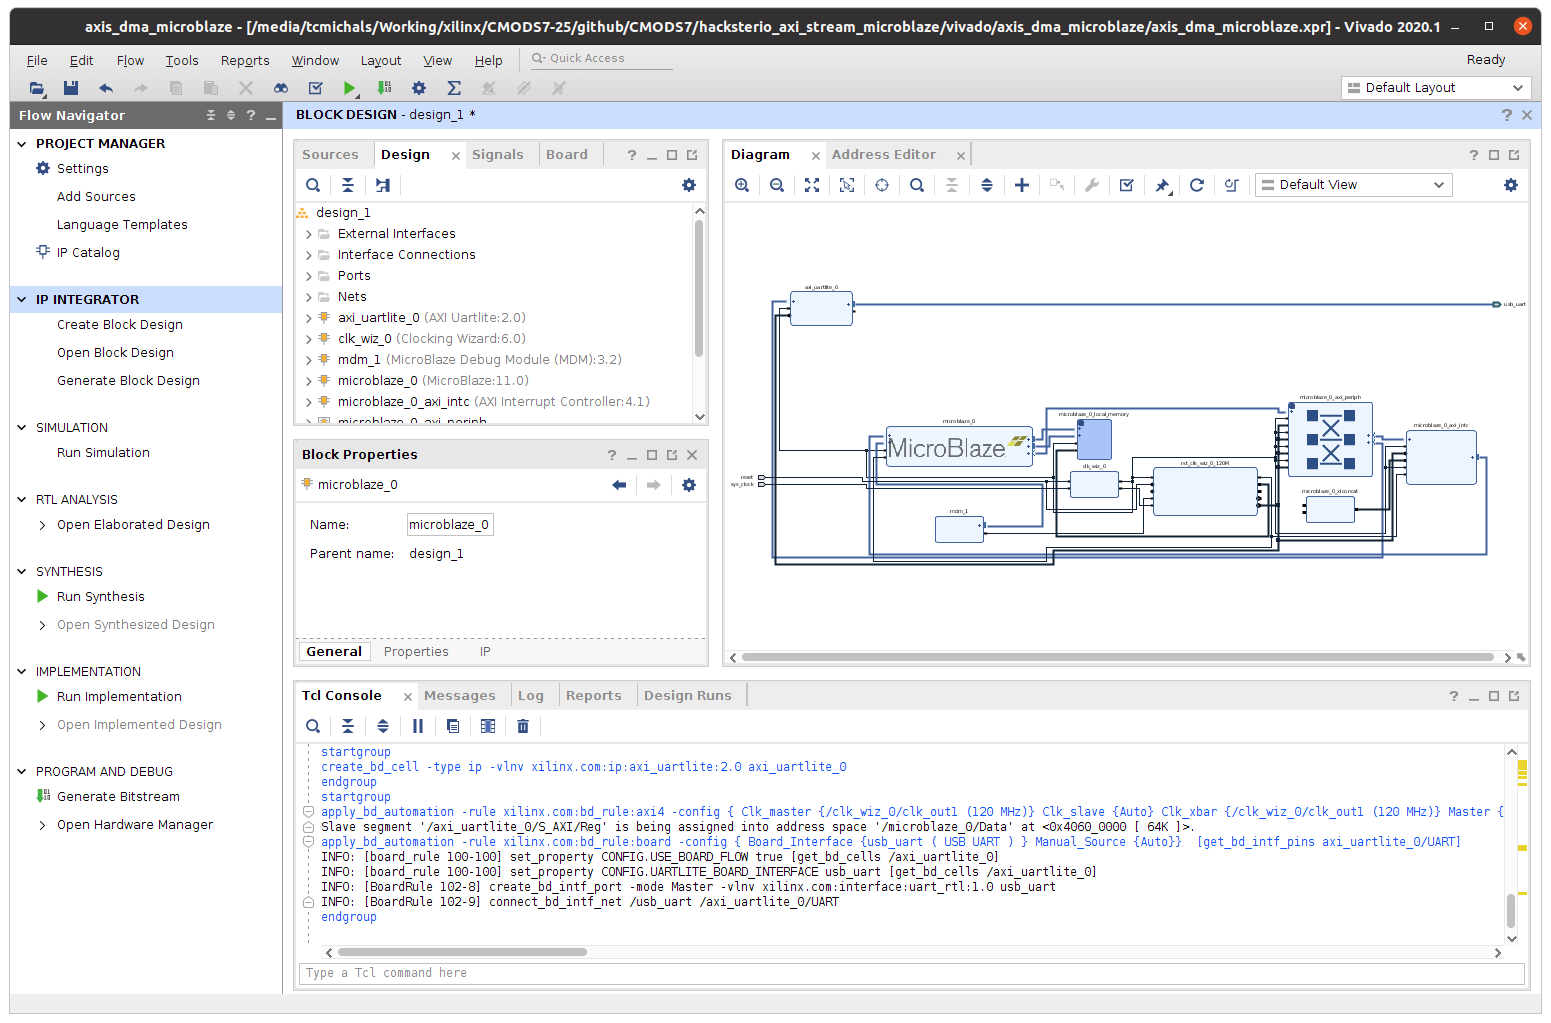 axis_dma_microblaze - [/media/tcmichals/Working/xilinx/CMODS7-25/github/CMODS7/hacksterio_axi_stream_microblaze/vivado/axis_dma_microblaze/axis_dma_microblaze.xpr] - Vivado 2020.1
File Edit Flow Tools Reports Window Layout View Help Quick Access Ready
Default Layout
Flow Navigator
PROJECT MANAGER
Settings
Add Sources
Language Templates
IP Catalog
IP INTEGRATOR
Create Block Design
Open Block Design
Generate Block Design
SIMULATION
Run Simulation
RTL ANALYSIS
Open Elaborated Design
SYNTHESIS
Run Synthesis
Open Synthesized Design
IMPLEMENTATION
Run Implementation
Open Implemented Design
PROGRAM AND DEBUG
Generate Bitstream
Open Hardware Manager
BLOCK DESIGN - design_1 *
Sources Design Signals Board
design_1
External Interfaces
Interface Connections
Ports
Nets
axi_uartlite_0 (AXI Uartlite:2.0)
clk_wiz_0 (Clocking Wizard:6.0)
mdm_1 (MicroBlaze Debug Module (MDM):3.2)
microblaze_0 (MicroBlaze:11.0)
microblaze_0_axi_intc (AXI Interrupt Controller:4.1)
microblaze_0_axi_periph
Block Properties
microblaze_0
Name: microblaze_0
Parent name: design_1
General Properties IP
Diagram Address Editor
Default View
axi_uartlite_0
usb_uart
microblaze_0_axi_periph
microblaze_0_local_memory
microblaze_0
microblaze_0_axi_intc
MicroBlaze
clk_wiz_0
rst_clk_wiz_0_120M
reset
sys_clock
microblaze_0_xlconcat
mdm_1
Tcl Console Messages Log Reports Design Runs
startgroup
create_bd_cell -type ip -vlnv xilinx.com:ip:axi_uartlite:2.0 axi_uartlite_0
endgroup
startgroup
apply_bd_automation -rule xilinx.com:bd_rule:axi4 -config { Clk_master {/clk_wiz_0/clk_out1 (120 MHz)} Clk_slave {Auto} Clk_xbar {/clk_wiz_0/clk_out1 (120 MHz)} Master {
Slave segment '/axi_uartlite_0/S_AXI/Reg' is being assigned into address space '/microblaze_0/Data' at <0x4060_0000 [ 64K ]>.
apply_bd_automation -rule xilinx.com:bd_rule:board -config { Board_Interface {usb_uart ( USB UART ) } Manual_Source {Auto}}  [get_bd_intf_pins axi_uartlite_0/UART]
INFO: [board_rule 100-100] set_property CONFIG.USE_BOARD_FLOW true [get_bd_cells /axi_uartlite_0]
INFO: [board_rule 100-100] set_property CONFIG.UARTLITE_BOARD_INTERFACE usb_uart [get_bd_cells /axi_uartlite_0]
INFO: [BoardRule 102-8] create_bd_intf_port -mode Master -vlnv xilinx.com:interface:uart_rtl:1.0 usb_uart
INFO: [BoardRule 102-9] connect_bd_intf_net /usb_uart /axi_uartlite_0/UART
endgroup
Type a Tcl command here